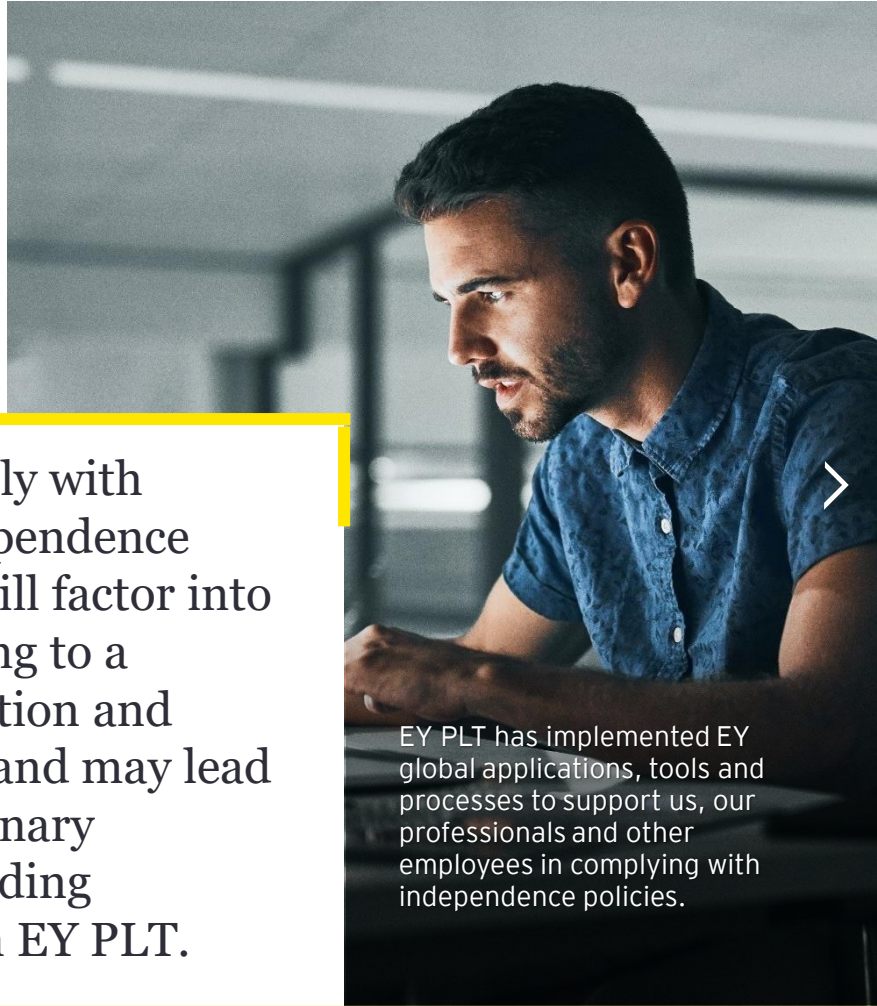 ly with
pendence
ill factor into
ng to a
tion and
and may lead
nary
ding
EY PLT.
EY PLT has implemented EY
global applications, tools and
processes to support us, our
professionals and other
employees in complying with
independence policies.